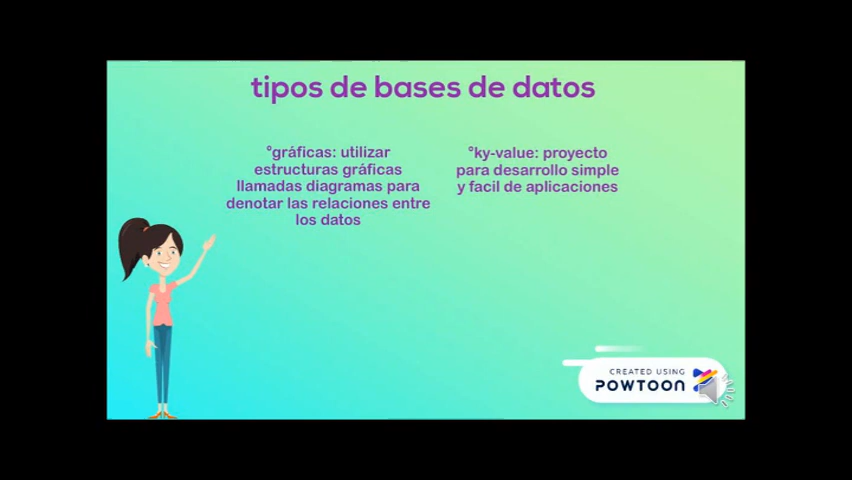 tipos de bases de datos
°gráficas: utilizar
estructuras gráficas
llamadas diagramas para
denotar las relaciones entre
los datos
°ky-value: proyecto
para desarrollo simple
y facil de aplicaciones
CREATED USING
POWTOON